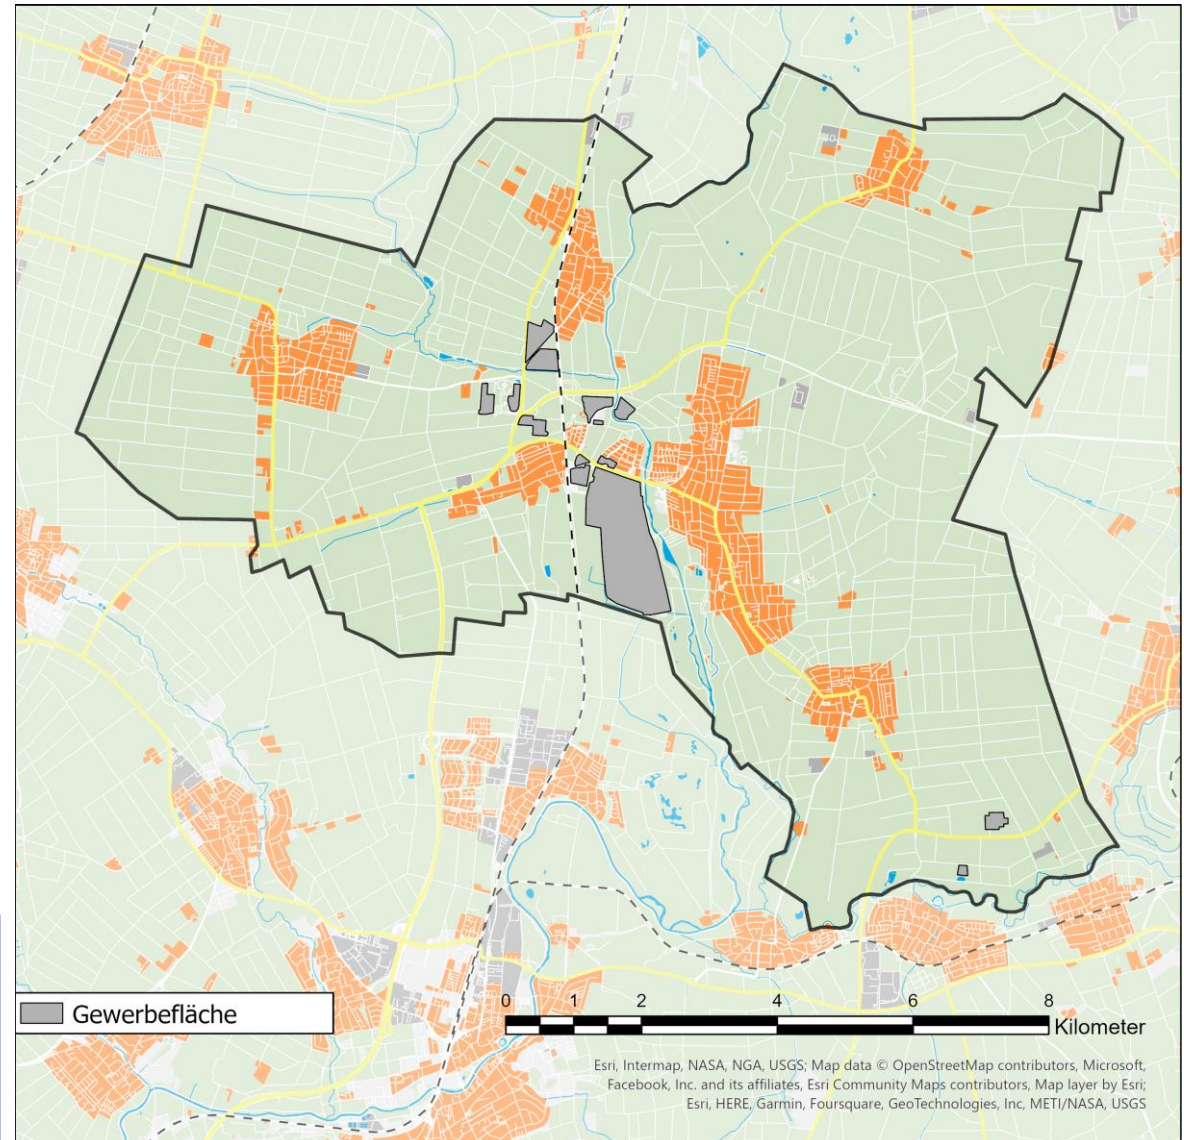 Gewerbefläche
0 1 2 4 6 8
Kilometer
Esri, Intermap, NASA, NGA, USGS; Map data © OpenStreetMap contributors, Microsoft,
Facebook, Inc. and its affiliates, Esri Community Maps contributors, Map layer by Esri;
Esri, HERE, Garmin, Foursquare, GeoTechnologies, Inc, METI/NASA, USGS